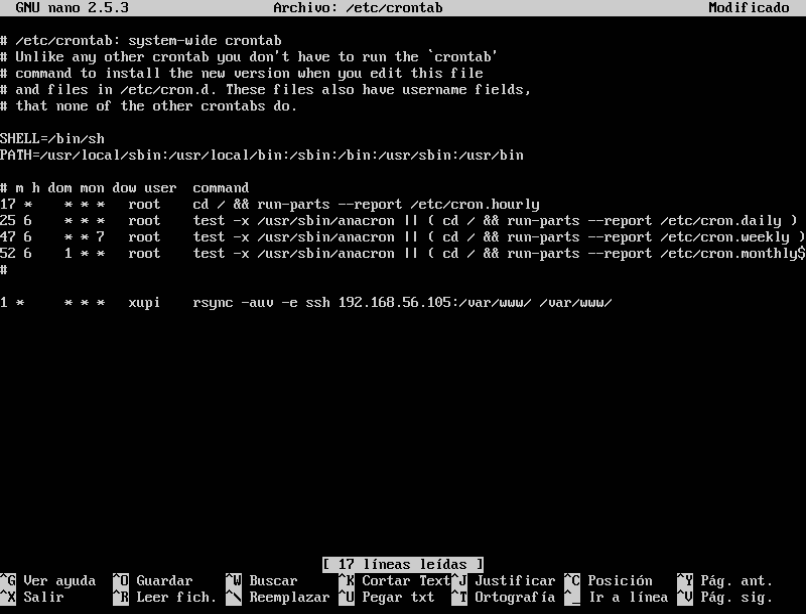 GNU nano 2.5.3 Archivo: /etc/crontab Modificado
# /etc/crontab: system-wide crontab
# Unlike any other crontab you don't have to run the `crontab'
# command to install the new version when you edit this file
# and files in /etc/cron.d. These files also have username fields,
# that none of the other crontabs do.
SHELL=/bin/sh
PATH=/usr/local/sbin:/usr/local/bin:/sbin:/bin:/usr/sbin:/usr/bin
# m h dom mon dow user command
17 * * * * root cd / && run-parts --report /etc/cron.hourly
25 6 * * * root test -x /usr/sbin/anacron || ( cd / && run-parts --report /etc/cron.daily )
47 6 * * 7 root test -x /usr/sbin/anacron || ( cd / && run-parts --report /etc/cron.weekly )
52 6 1 * * root test -x /usr/sbin/anacron || ( cd / && run-parts --report /etc/cron.monthly$
#
1 * * * * xupi rsync -auv -e ssh 192.168.56.105:/var/www/ /var/www/
[ 17 líneas leídas ]
^G Ver ayuda ^O Guardar ^W Buscar ^K Cortar Text ^J Justificar ^C Posición ^Y Pág. ant.
^X Salir ^R Leer fich. ^\ Reemplazar ^U Pegar txt ^T Ortografía ^_ Ir a línea ^V Pág. sig.